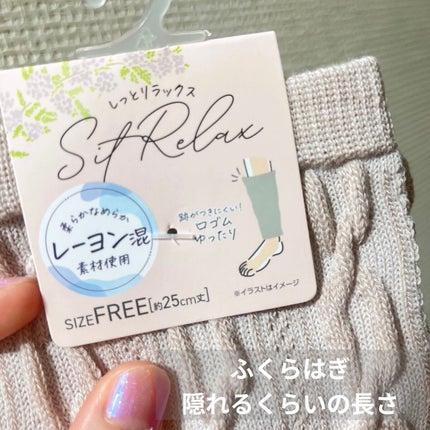 しっとリラックス
Sit Relax
柔らかなめらか
レーヨン混
素材使用
跡がつきにくい!
口ゴム
ゆったり
※イラストはイメージ
SIZE FREE [約25cm丈]
ふくらはぎ
隠れるくらいの長さ